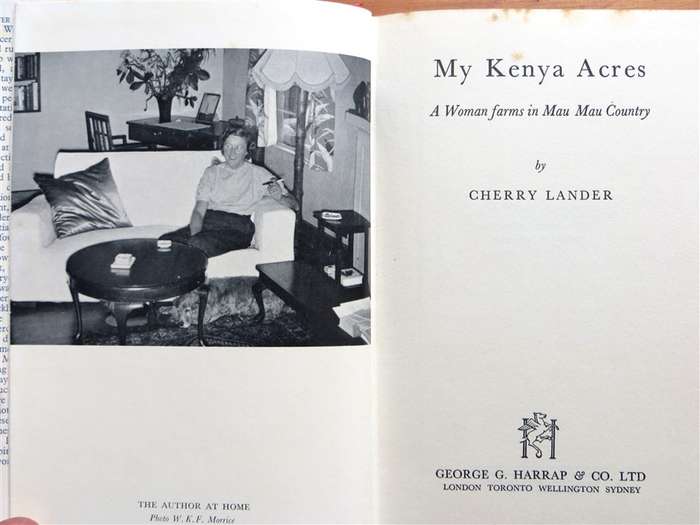 THE AUTHOR AT HOME
Photo W. K. F. Morrice
My Kenya Acres
A Woman farms in Mau Mau Country
by
CHERRY LANDER
GEORGE G. HARRAP & CO. LTD
LONDON TORONTO WELLINGTON SYDNEY